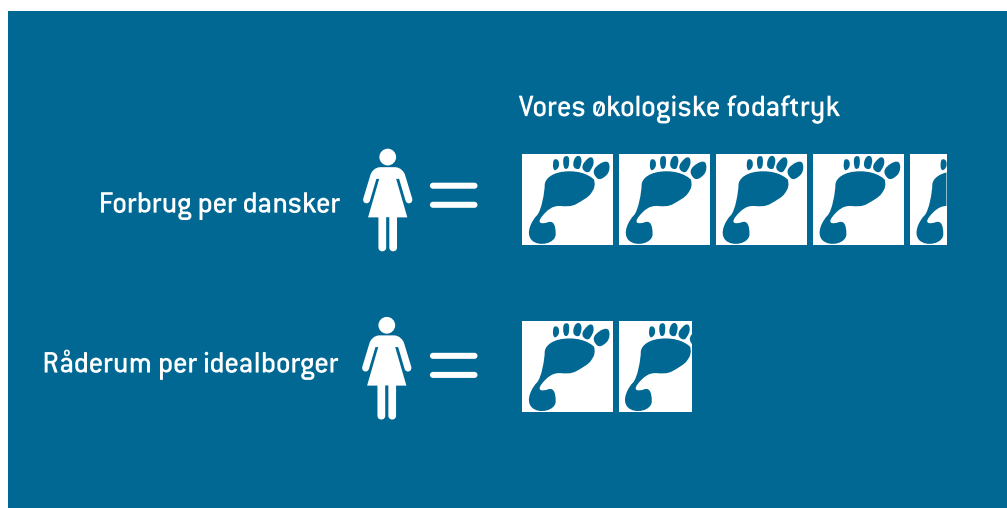 Vores økologiske fodaftryk
Forbrug per dansker
Råderum per idealborger